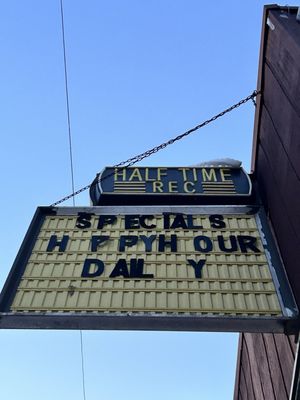 HALF TIME
REC
SPECIALS
H PPYH OUR
DAIL Y